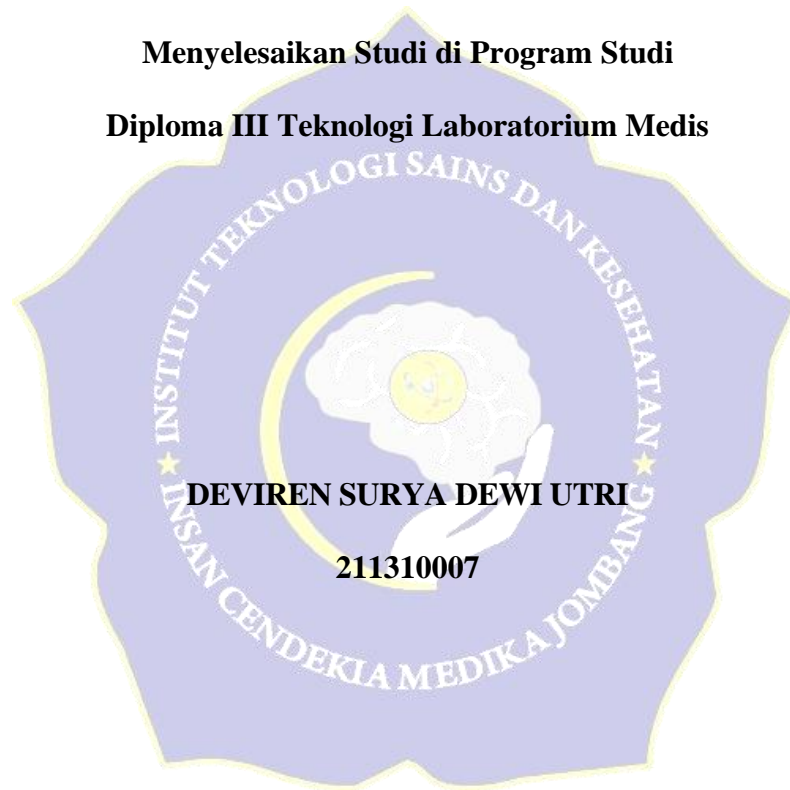 Menyelesaikan Studi di Program Studi
Diploma III Teknologi Laboratorium Medis
INSTITUT TEKNOLOGI SAINS DAN KESEHATAN
DEVIREN SURYA DEWI UTRI
211310007
INSAN CENDEKIA MEDIKA JOMBANG